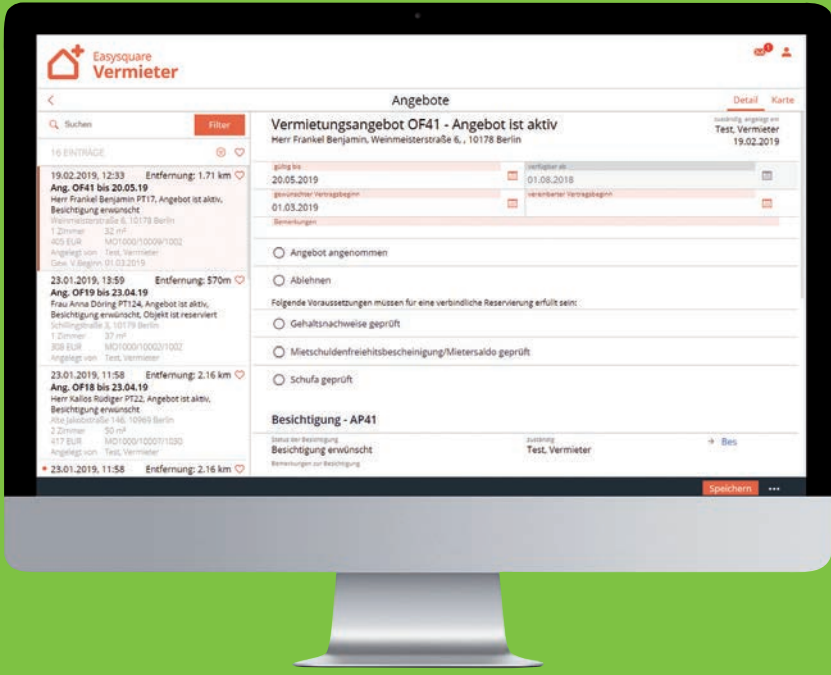 Easysquare
Vermieter
1
Angebote
Detail Karte
Suchen
Filter
16 EINTRÄGE
19.02.2019, 12:33 Entfernung: 1.71 km
Ang. OF41 bis 20.05.19
Herr Frankel Benjamin PT17, Angebot ist aktiv,
Besichtigung erwünscht
Weinmeisterstraße 6, 10178 Berlin
1 Zimmer 32 m²
405 EUR MO1000/10009/1002
Angelegt von Test, Vermieter
Gew. V.Beginn 01.03.2019
23.01.2019, 13:59 Entfernung: 570m
Ang. OF19 bis 23.04.19
Frau Anna Döring PT124, Angebot ist aktiv,
Besichtigung erwünscht, Objekt ist reserviert
Schillingstraße 3, 10179 Berlin
1 Zimmer 37 m²
308 EUR MO1000/10002/1002
Angelegt von Test, Vermieter
23.01.2019, 11:58 Entfernung: 2.16 km
Ang. OF18 bis 23.04.19
Herr Kallos Rüdiger PT22, Angebot ist aktiv,
Besichtigung erwünscht
Alte Jakobstraße 146, 10969 Berlin
2 Zimmer 50 m²
417 EUR MO1000/10007/1030
Angelegt von Test, Vermieter
23.01.2019, 11:58 Entfernung: 2.16 km
Vermietungsangebot OF41 - Angebot ist aktiv
Herr Frankel Benjamin, Weinmeisterstraße 6, , 10178 Berlin
zuständig, angelegt am
Test, Vermieter
19.02.2019
gültig bis
20.05.2019
verfügbar ab
01.08.2018
gewünschter Vertragsbeginn
01.03.2019
vereinbarter Vertragsbeginn
Bemerkungen
Angebot angenommen
Ablehnen
Folgende Voraussetzungen müssen für eine verbindliche Reservierung erfüllt sein:
Gehaltsnachweise geprüft
Mietschuldenfreiehitsbescheinigung/Mietersaldo geprüft
Schufa geprüft
Besichtigung - AP41
Status der Besichtigung
Besichtigung erwünscht
zuständig
Test, Vermieter
→ Bes
Bemerkungen zur Besichtigung
Speichern ...